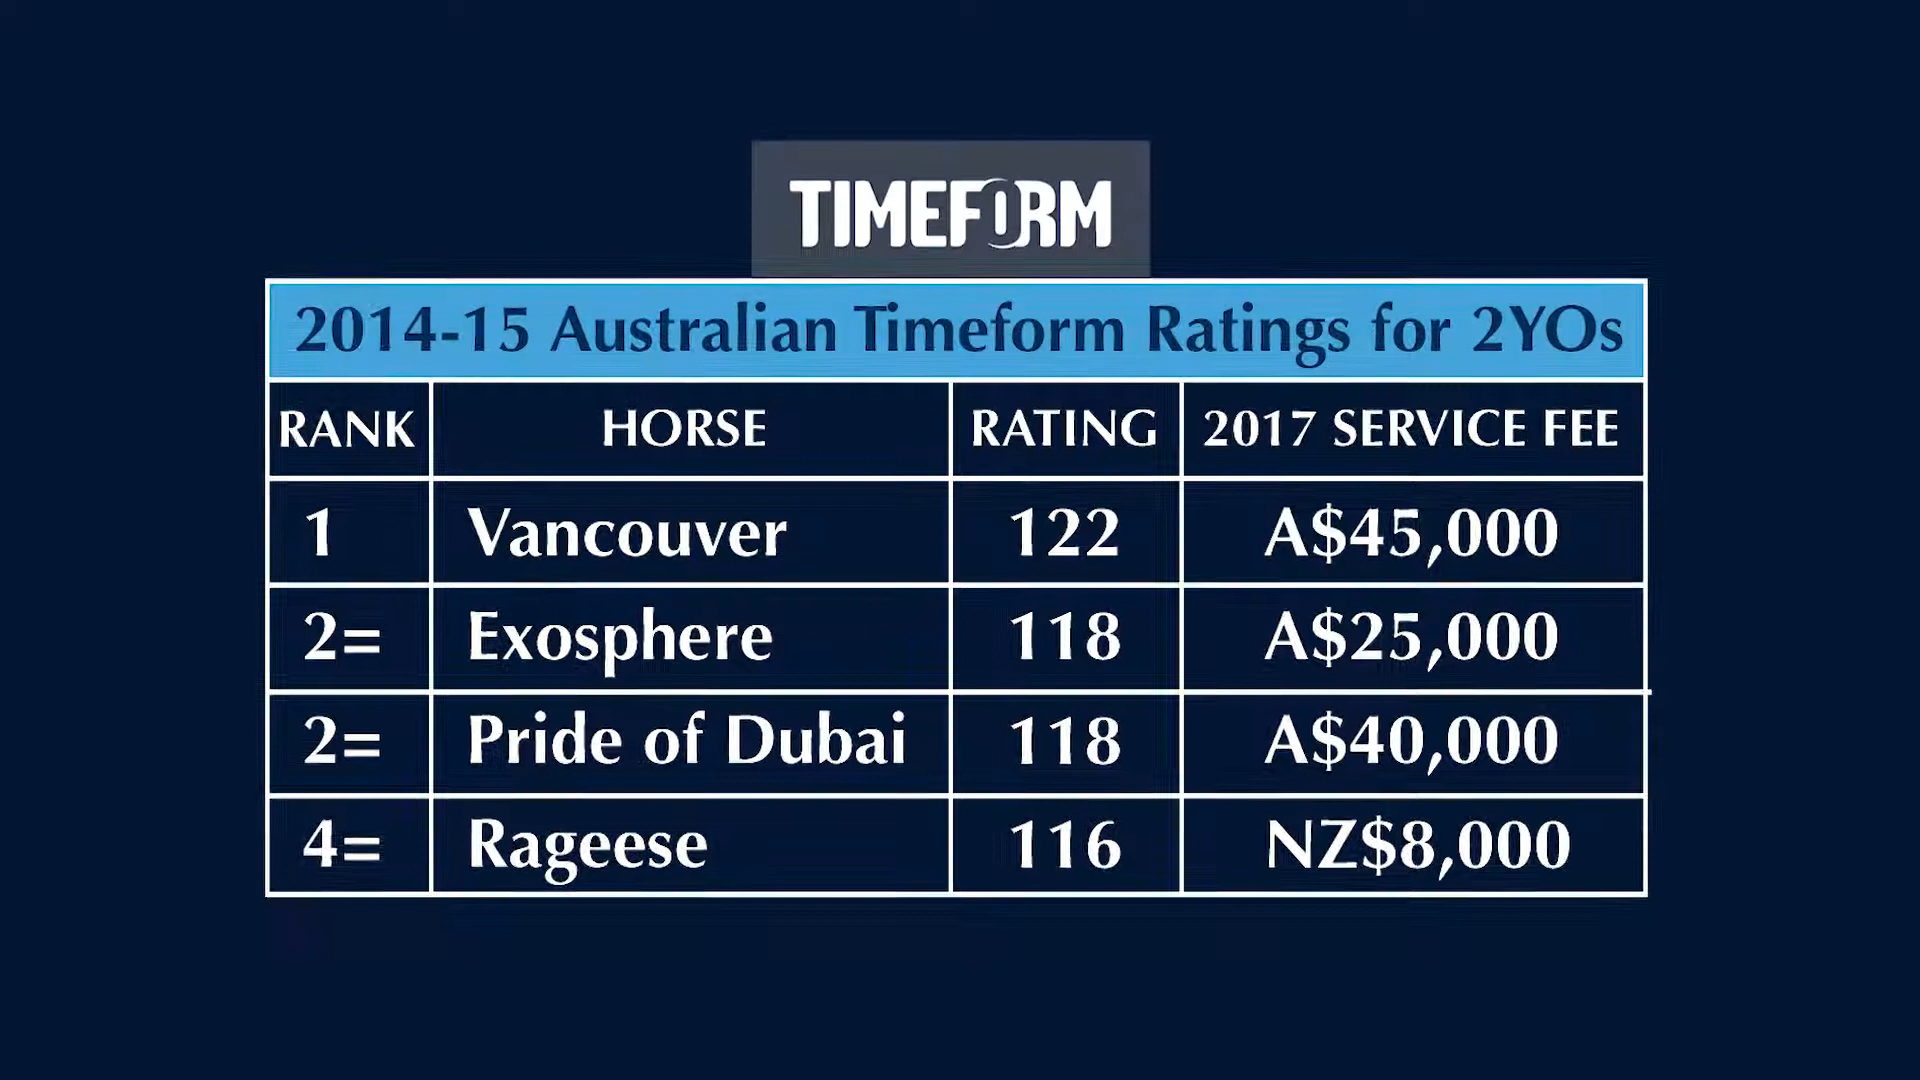 TIMEFORM
2014-15 Australian Timeform Ratings for 2YOs
RANK HORSE RATING 2017 SERVICE FEE
1 Vancouver 122 A$45,000
2= Exosphere 118 A$25,000
2= Pride of Dubai 118 A$40,000
4= Rageese 116 NZ$8,000